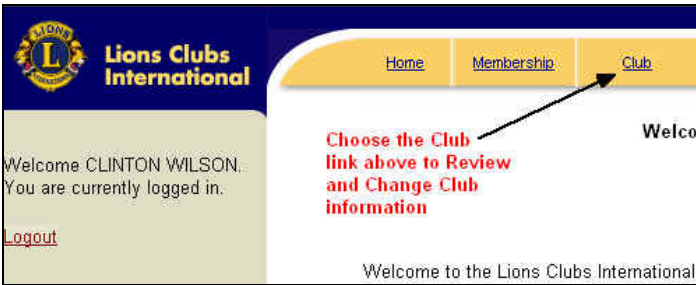 LIONS
L
INTERNATIONAL
Lions Clubs
International
Home Membership Club
Welcome CLINTON WILSON.
You are currently logged in.
Logout
Choose the Club
link above to Review
and Change Club
information
Welco
Welcome to the Lions Clubs International